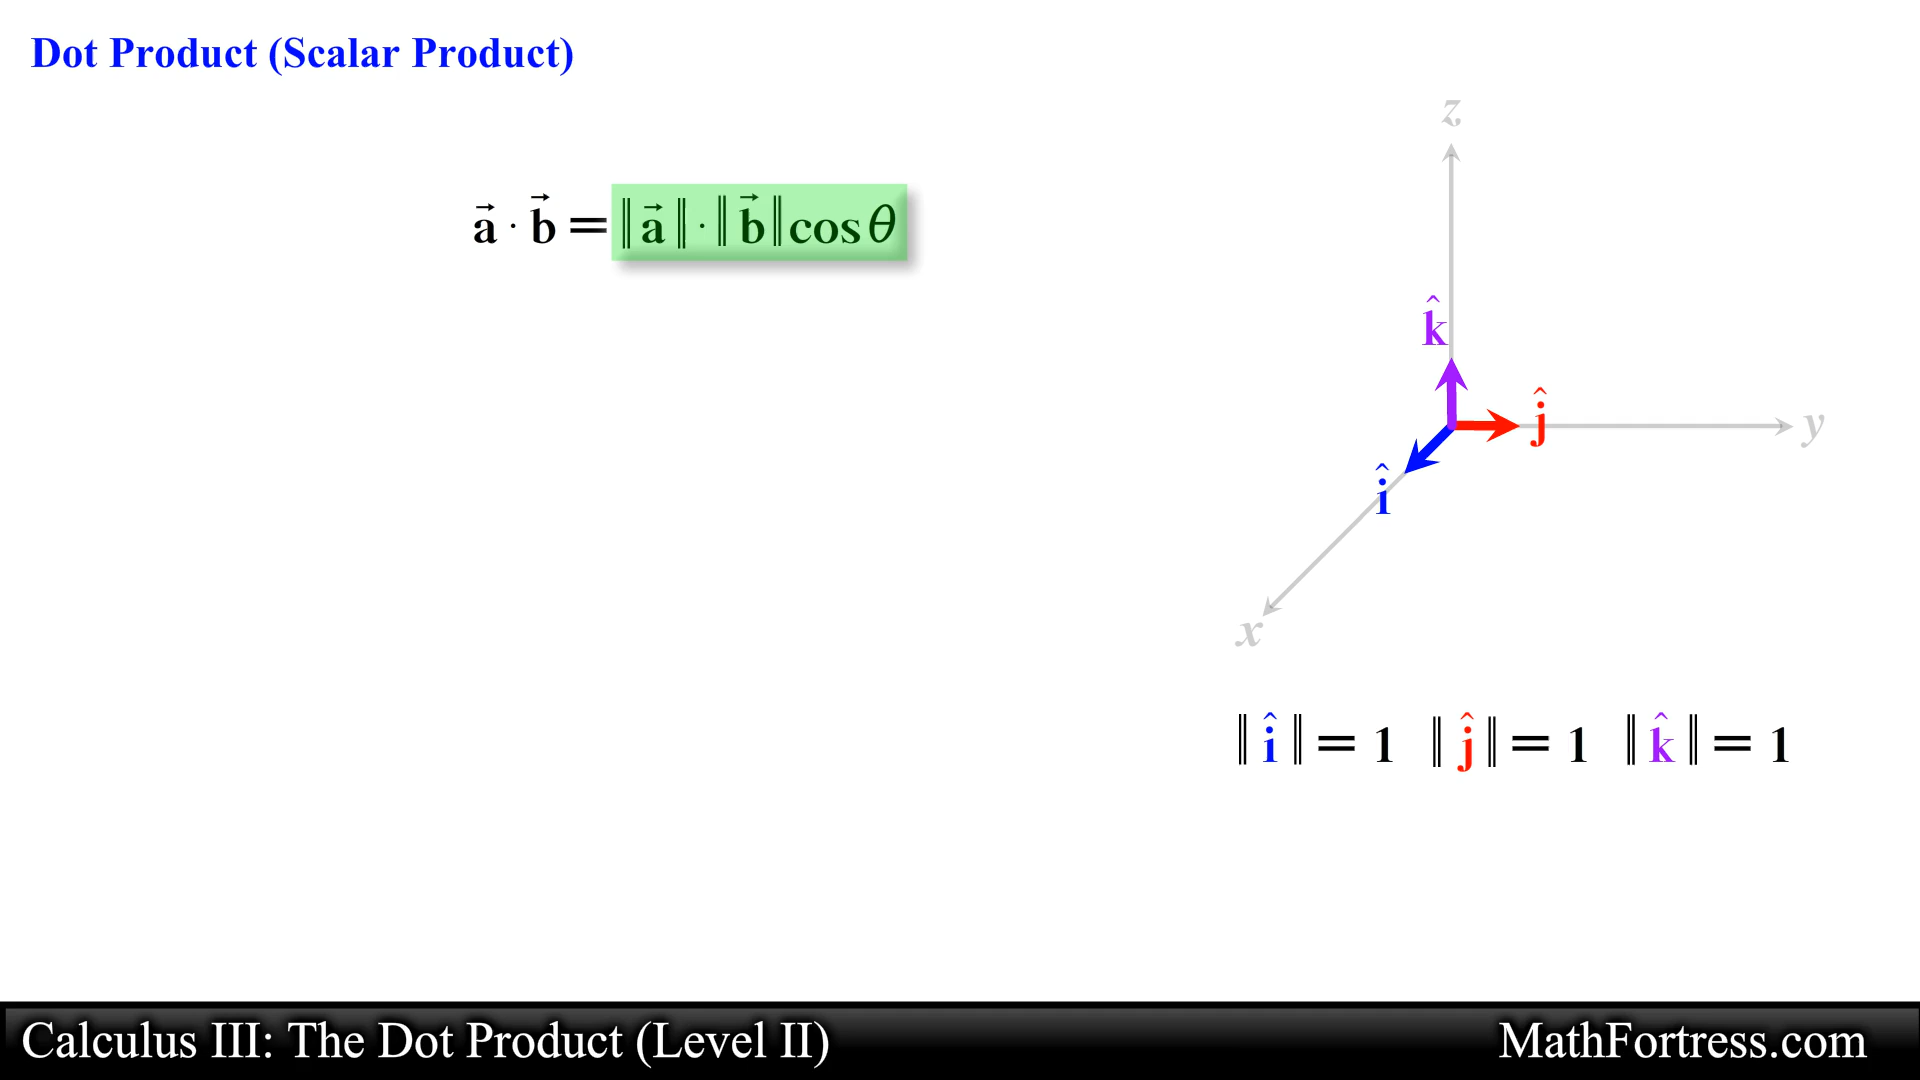 Dot Product (Scalar Product)
a⃗ · b⃗ = ‖a⃗‖ · ‖b⃗‖ cos θ
z
k̂
ĵ
y
î
x
‖î‖ = 1 ‖ĵ‖ = 1 ‖k̂‖ = 1
Calculus III: The Dot Product (Level II)
MathFortress.com